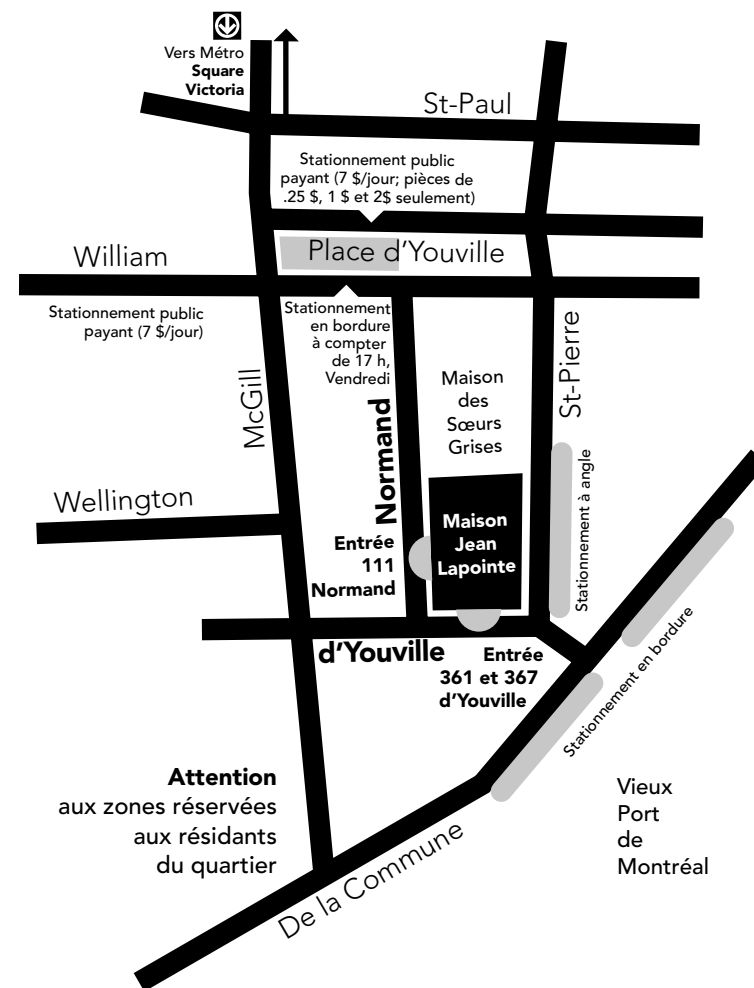 Vers Métro
Square
Victoria
St-Paul
Stationnement public
payant (7 $/jour; pièces de
.25 $, 1 $ et 2$ seulement)
Place d'Youville
William
Stationnement public
payant (7 $/jour)
Stationnement
en bordure
à compter
de 17 h,
Vendredi
McGill
Normand
Maison
des
Sœurs
Grises
St-Pierre
Stationnement à angle
Wellington
Maison
Jean
Lapointe
Entrée
111
Normand
d'Youville
Entrée
361 et 367
d'Youville
Stationnement en bordure
Attention
aux zones réservées
aux résidants
du quartier
De la Commune
Vieux
Port
de
Montréal